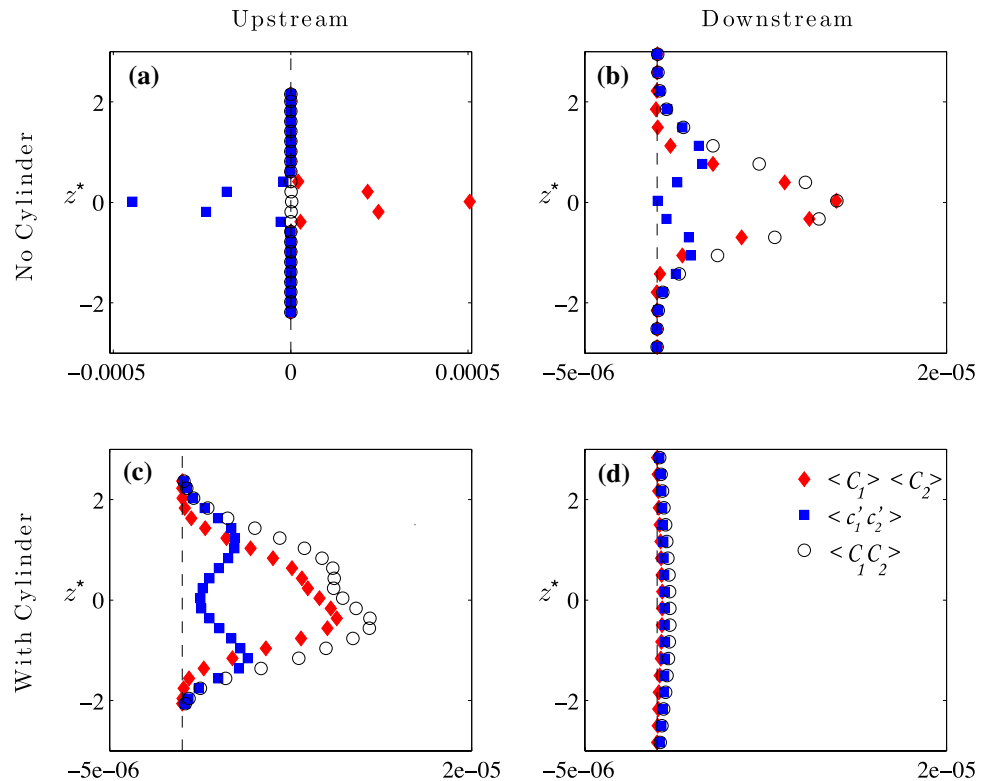 Upstream
Downstream
No Cylinder
(a)
2
z*
0
−2
−0.0005
0
0.0005
(b)
2
z*
0
−2
−5e−06
2e−05
With Cylinder
(c)
2
z*
0
−2
−5e−06
2e−05
(d)
2
z*
0
−2
−5e−06
2e−05
<C₁> <C₂>
<c₁'c₂'>
<C₁C₂>